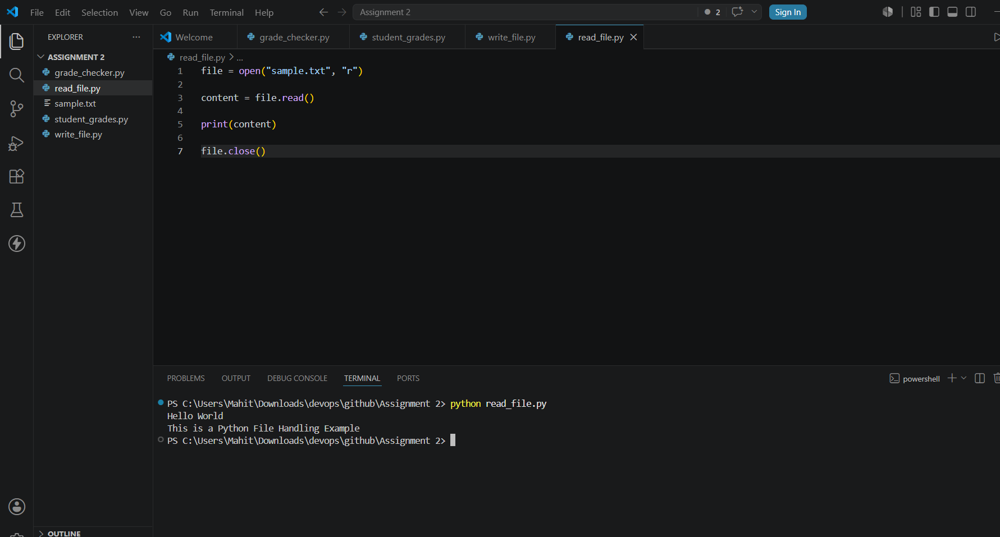 File Edit Selection View Go Run Terminal Help
Assignment 2
2
Sign In
EXPLORER
ASSIGNMENT 2
grade_checker.py
read_file.py
sample.txt
student_grades.py
write_file.py
OUTLINE
Welcome grade_checker.py student_grades.py write_file.py read_file.py
read_file.py > ...
1 file = open("sample.txt", "r")
2
3 content = file.read()
4
5 print(content)
6
7 file.close()
PROBLEMS OUTPUT DEBUG CONSOLE TERMINAL PORTS
powershell
PS C:\Users\Mahit\Downloads\devops\github\Assignment 2> python read_file.py
Hello World
This is a Python File Handling Example
PS C:\Users\Mahit\Downloads\devops\github\Assignment 2>